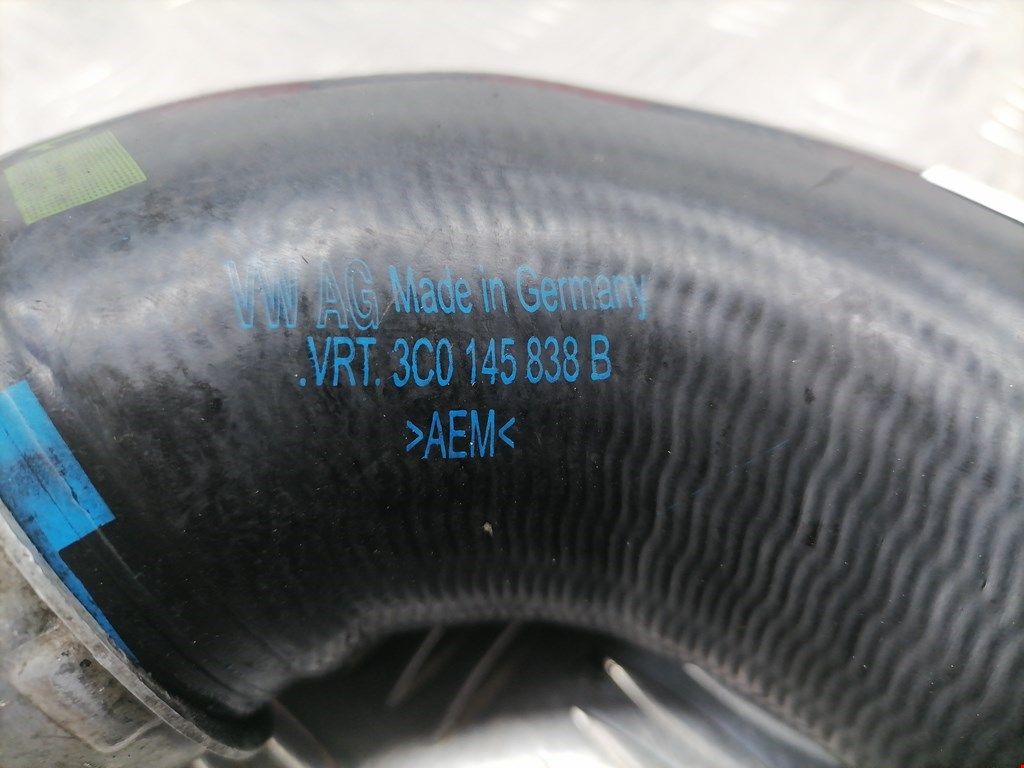 VW AG Made in Germany
.VRT. 3C0 145 838 B
>AEM<